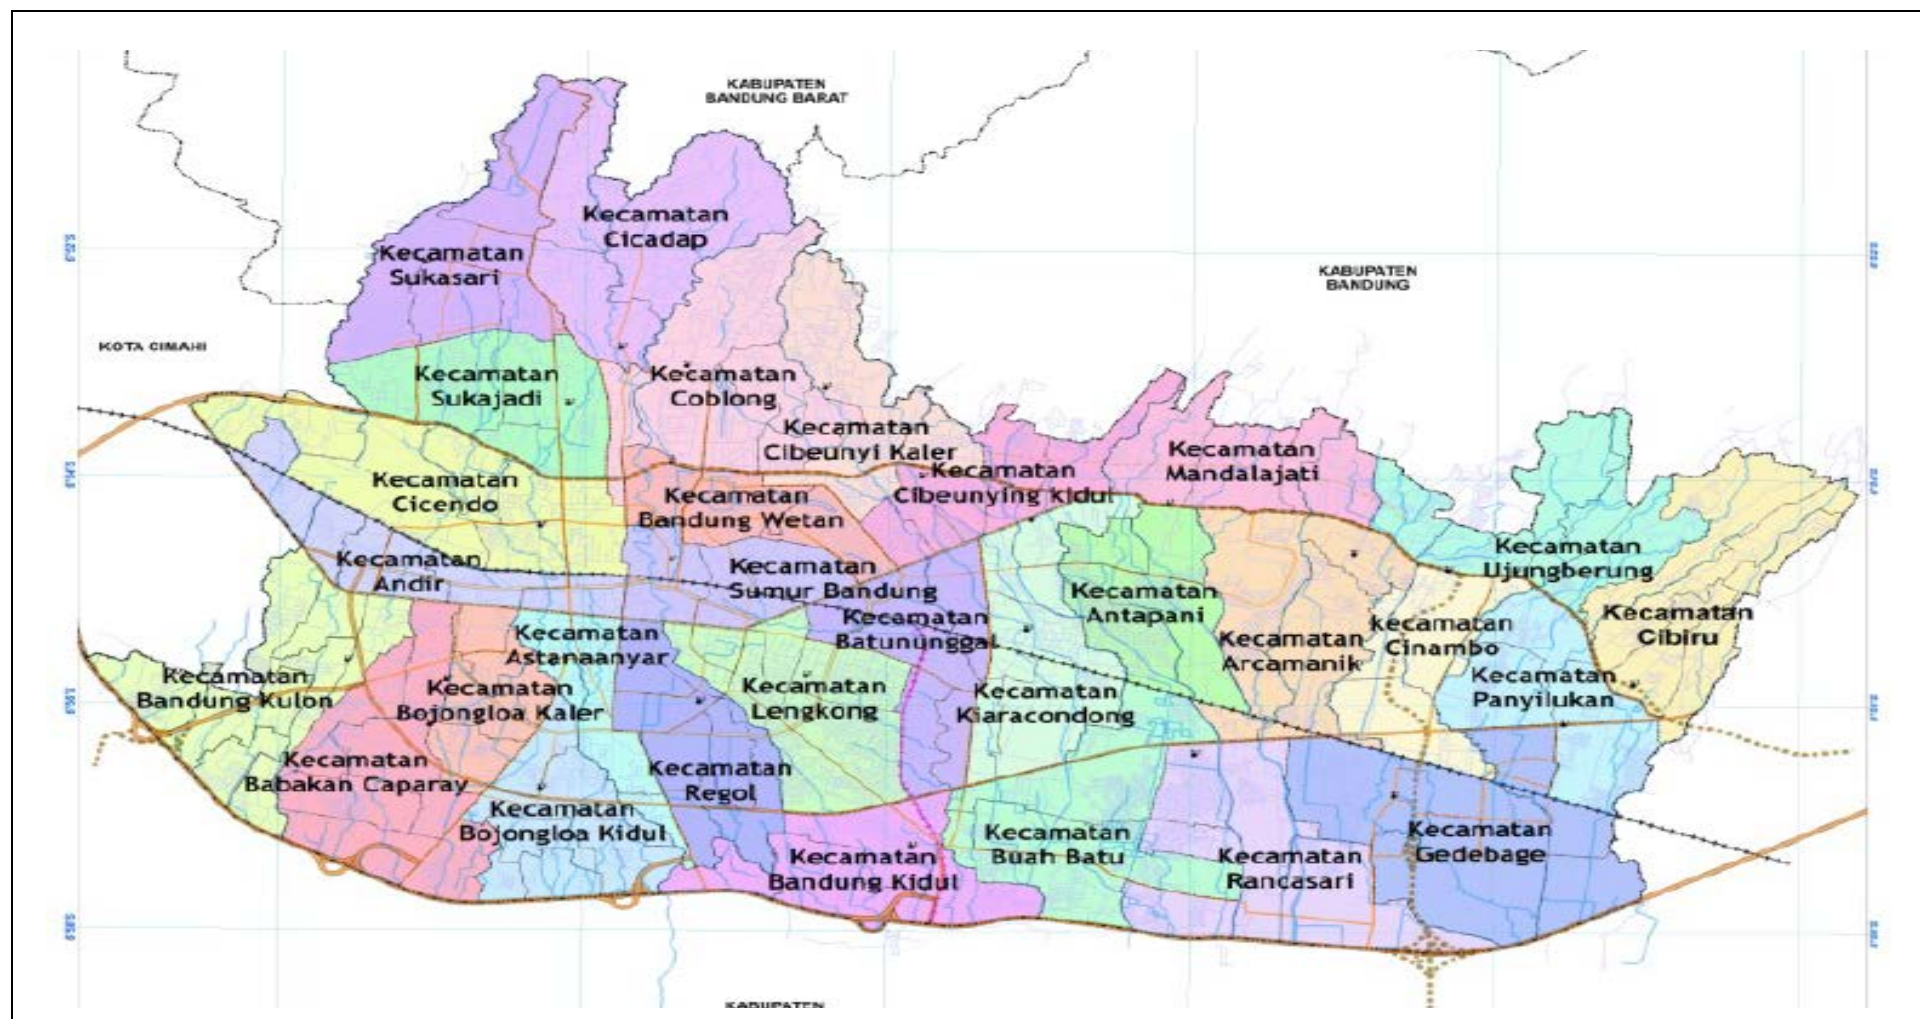 KABUPATEN
BANDUNG BARAT
Kecamatan
Cicadap
Kecamatan
Sukasari
KABUPATEN
BANDUNG
KOTA CIMAHI
Kecamatan
Sukajadi
Kecamatan
Coblong
Kecamatan
Cibeunyi Kaler
Kecamatan
Mandalajati
Kecamatan
Cibeunying kidul
Kecamatan
Cicendo
Kecamatan
Bandung Wetan
Kecamatan
Andir
Kecamatan
Sumur Bandung
Kecamatan
Ujungberung
Kecamatan
Antapani
Kecamatan
Batununggal
Kecamatan
Cibiru
kecamatan
Cinambo
Kecamatan
Arcamanik
Kecamatan
Astanaanyar
Kecamatan
Bandung Kulon
Kecamatan
Bojongloa Kaler
Kecamatan
Lengkong
Kecamatan
Kiaracondong
Kecamatan
Panyilukan
Kecamatan
Babakan Caparay
Kecamatan
Regol
Kecamatan
Bojongloa Kidul
Kecamatan
Bandung Kidul
Kecamatan
Buah Batu
Kecamatan
Rancasari
Kecamatan
Gedebage
KABUPATEN